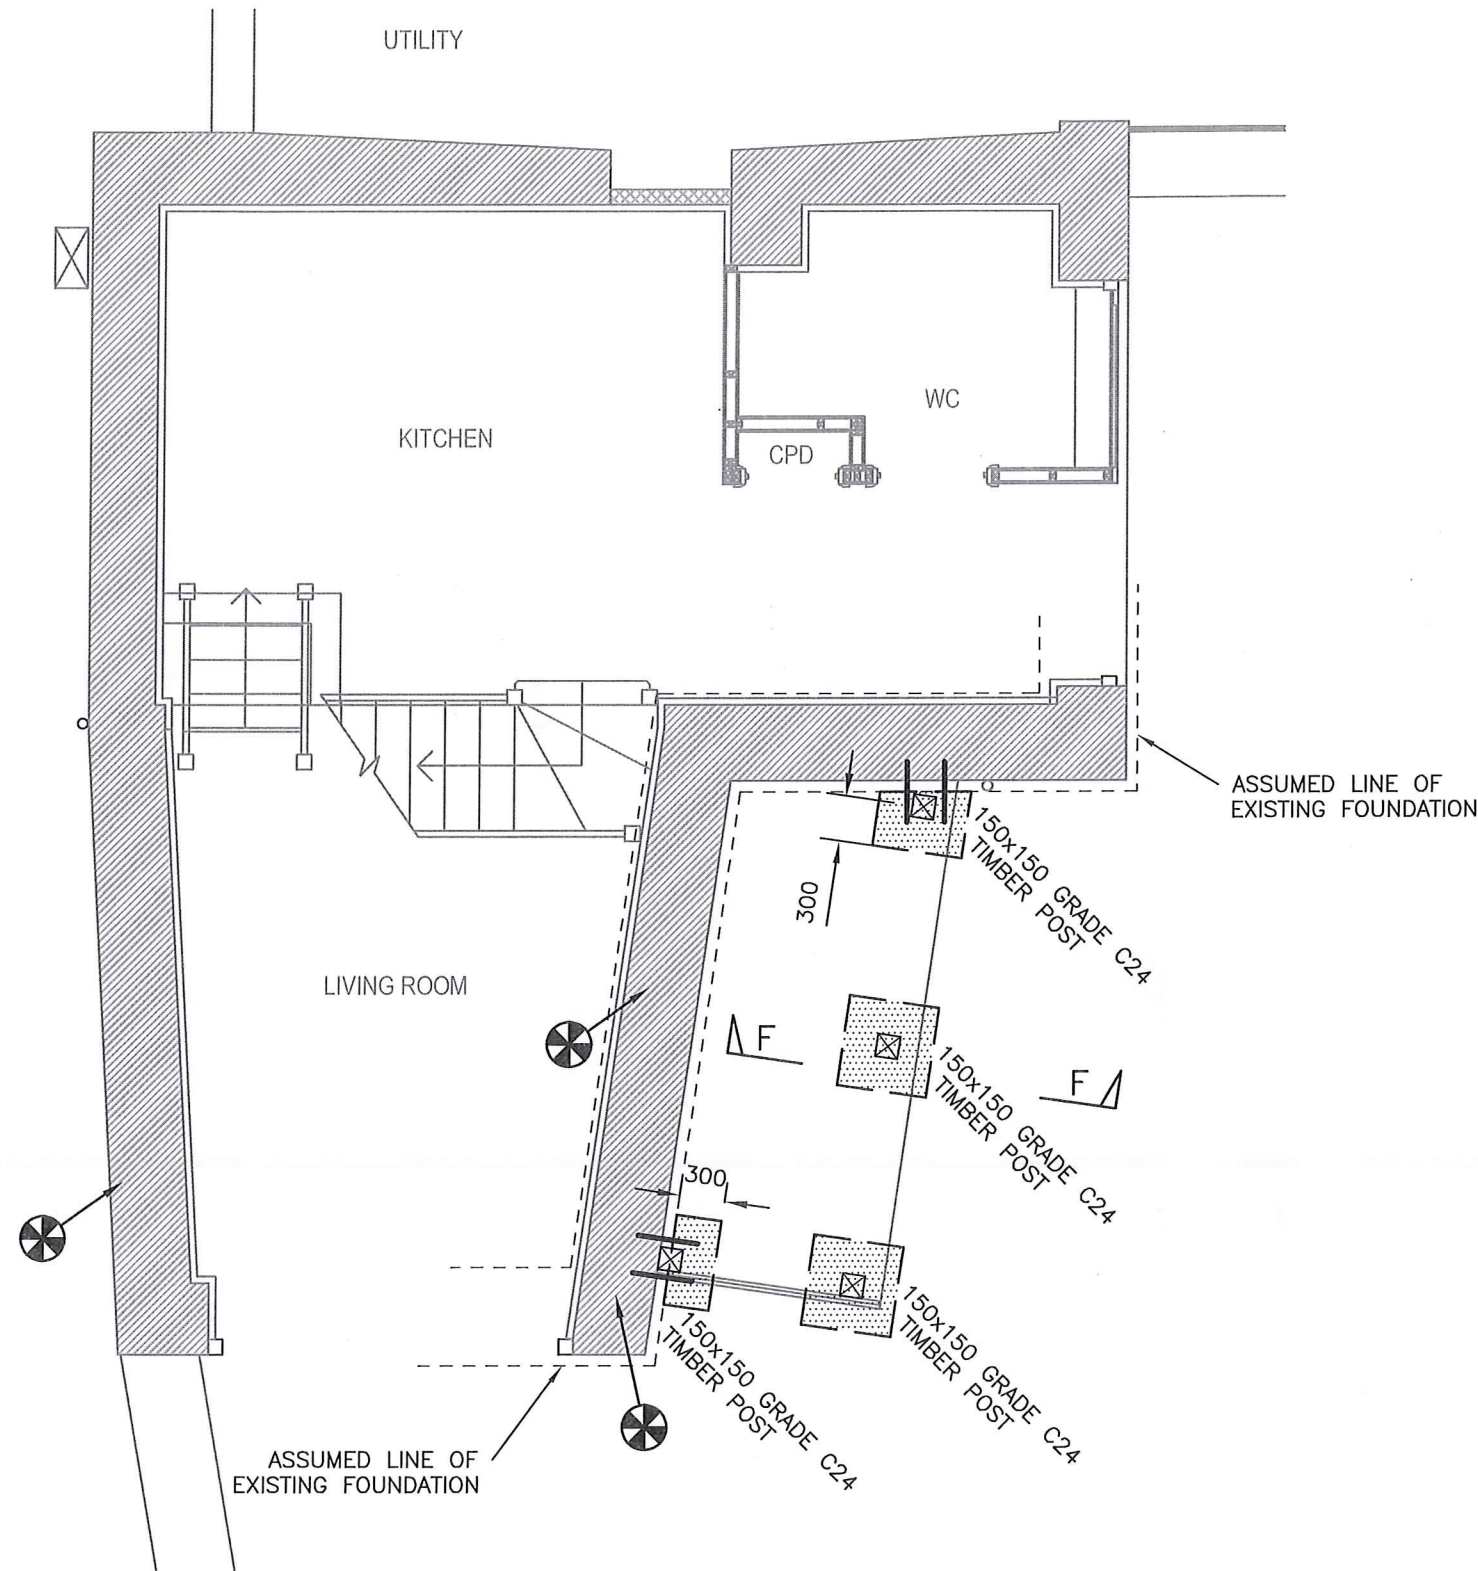 UTILITY
KITCHEN
WC
CPD
ASSUMED LINE OF
EXISTING FOUNDATION
150x150 GRADE C24
TIMBER POST
300
LIVING ROOM
F
F
150x150 GRADE C24
TIMBER POST
300
150x150 GRADE C24
TIMBER POST
150x150 GRADE C24
TIMBER POST
ASSUMED LINE OF
EXISTING FOUNDATION